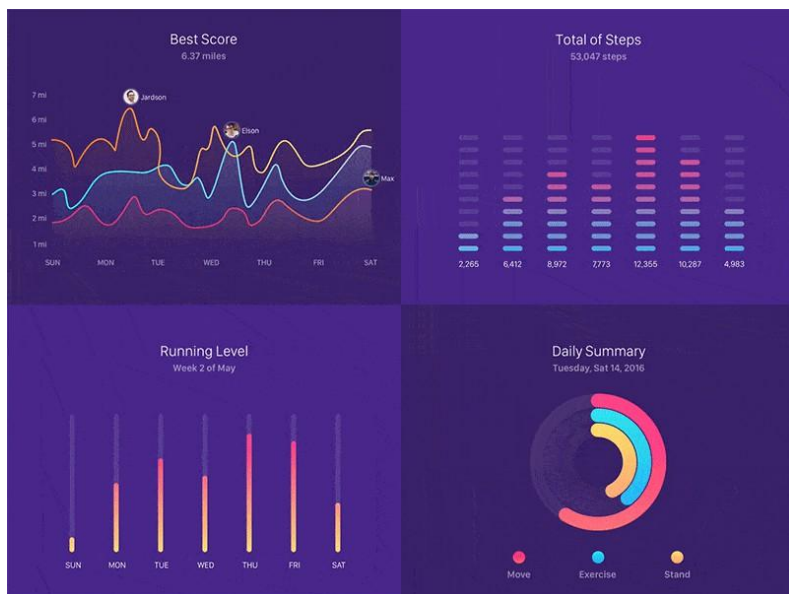 Best Score
6.37 miles
7 mi
Jardson
6 mi
Elson
5 mi
4 mi
Max
3 mi
2 mi
1 mi
SUN MON TUE WED THU FRI SAT
Total of Steps
53,047 steps
2,265 6,412 8,972 7,773 12,355 10,287 4,983
Running Level
Week 2 of May
SUN MON TUE WED THU FRI SAT
Daily Summary
Tuesday, Sat 14, 2016
Move Exercise Stand